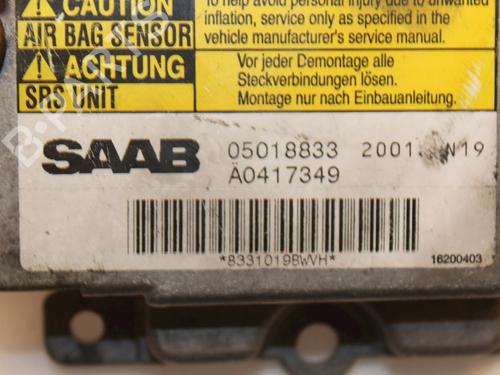 CAUTION
To help avoid personal injury due to unwanted
inflation, service only as specified in the
vehicle manufacturer's service manual.
AIR BAG SENSOR
ACHTUNG
SRS UNIT
Vor jeder Demontage alle
Steckverbindungen lösen.
Montage nur nach Einbauanleitung.
SAAB
05018833 2001 N19
A0417349
*8331019BWVH*
16200403